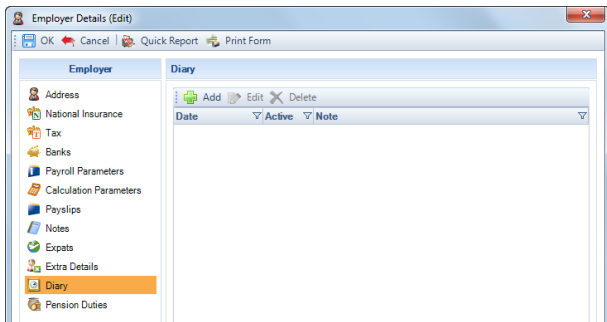 Employer Details (Edit)
OK Cancel Quick Report Print Form
Employer
Address
National Insurance
Tax
Banks
Payroll Parameters
Calculation Parameters
Payslips
Notes
Expats
Extra Details
Diary
Pension Duties
Diary
Add Edit Delete
Date Active Note